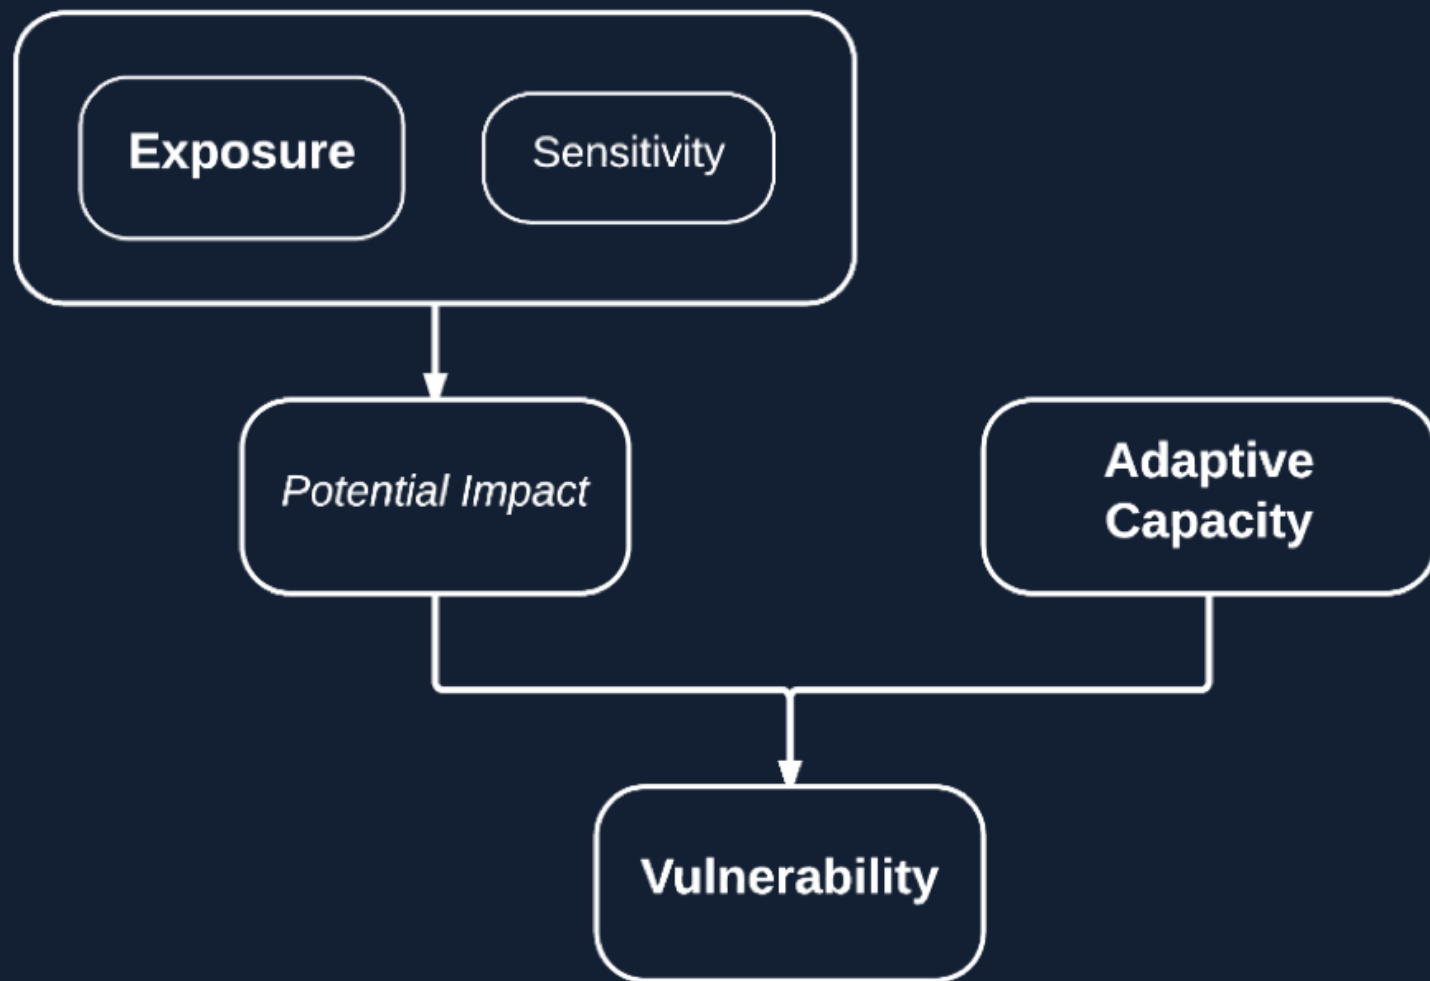 Exposure
Sensitivity
Potential Impact
Adaptive
Capacity
Vulnerability